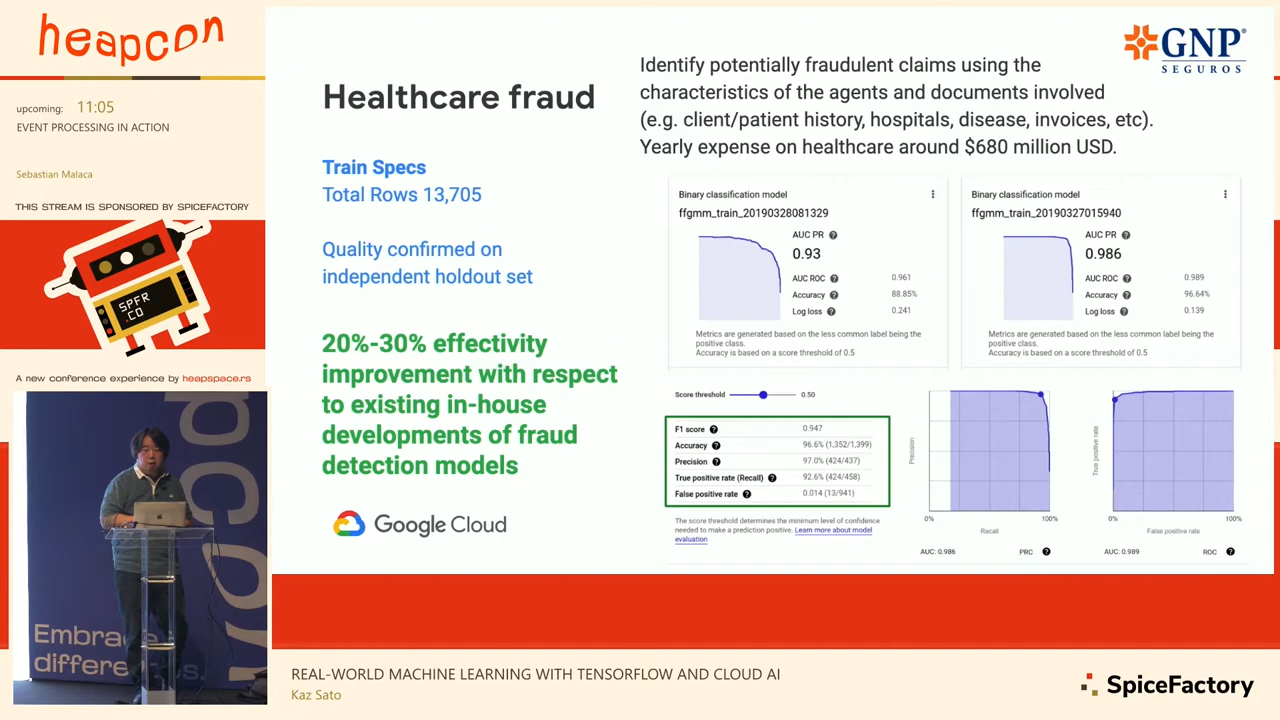 heapcon
upcoming: 11:05
EVENT PROCESSING IN ACTION
Sebastian Malaca
THIS STREAM IS SPONSORED BY SPICEFACTORY
SPFR
.CO
A new conference experience by heapspace.rs
Embrace
differences.
GNP®
SEGUROS
Healthcare fraud
Train Specs
Total Rows 13,705
Quality confirmed on
independent holdout set
20%-30% effectivity
improvement with respect
to existing in-house
developments of fraud
detection models
Google Cloud
Identify potentially fraudulent claims using the
characteristics of the agents and documents involved
(e.g. client/patient history, hospitals, disease, invoices, etc).
Yearly expense on healthcare around $680 million USD.
Binary classification model
ffgmm_train_20190328081329
AUC PR ?
0.93
AUC ROC ? 0.961
Accuracy ? 88.85%
Log loss ? 0.241
Metrics are generated based on the less common label being the
positive class.
Accuracy is based on a score threshold of 0.5
Binary classification model
ffgmm_train_20190327015940
AUC PR ?
0.986
AUC ROC ? 0.989
Accuracy ? 96.64%
Log loss ? 0.139
Metrics are generated based on the less common label being the
positive class.
Accuracy is based on a score threshold of 0.5
Score threshold 0.50
F1 score ? 0.947
Accuracy ? 96.6% (1,352/1,399)
Precision ? 97.0% (424/437)
True positive rate (Recall) ? 92.6% (424/458)
False positive rate ? 0.014 (13/941)
The score threshold determines the minimum level of confidence
needed to make a prediction positive. Learn more about model
evaluation
Precision
0% 100%
Recall
AUC: 0.986 PRC ?
True positive rate
0% 100%
False positive rate
AUC: 0.989 ROC ?
REAL-WORLD MACHINE LEARNING WITH TENSORFLOW AND CLOUD AI
Kaz Sato
SpiceFactory